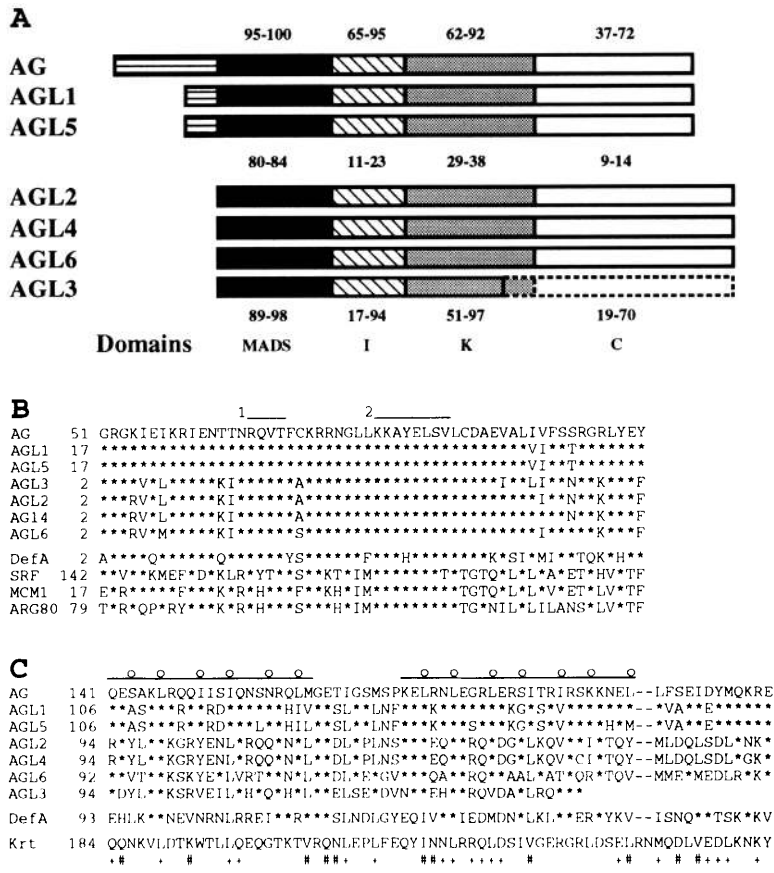 A
95-100 65-95 62-92 37-72
AG
AGL1
AGL5
80-84 11-23 29-38 9-14
AGL2
AGL4
AGL6
AGL3
89-98 17-94 51-97 19-70
Domains MADS I K C
B
1 2
AG 51 GRGKIEIKRIENTTNRQVTFCKRRNGLLKKAYELSVLCDAEVALIVFSSRGRLYEY
AGL1 17 ********************************************VI**T********
AGL5 17 ********************************************VI**T********
AGL3 2 ****V*L*****KI*******A********************I*LI**N**K****F
AGL2 2 ***RV*L*****KI*******A***********************I**N**K****F
AG14 2 ***RV*L*****KI*******A**************************N**K****F
AGL6 2 ***RV*M*****KI*******S***********************I*****K****F
DefA 2 A****Q******Q******YS*******F***H********K*SI*MI**TQK*H**
SRF 142 **V**KMEF*D*KLR*YT**S**KT*IM*******T*TGTQ*L*L*A*ET*HV*TF
MCM1 17 E*R*****F***K*R*H***S**F**KH*IM*********TGTQ*L*L*V*ET*LV*TF
ARG80 79 T*R*QP*RY***K*R*H***S**F***H*IM*********TG*NIL*LILANS*LV*TF
C
AG 141 QESAKLRQQIISIQNSNRQLMGETIGSMSPKELRNLEGRLERSITRIRSKKNEL--LFSEIDYMQKRE
AGL1 106 **AS***R**RD****HIV**SL**LNF***K******KG*S*V**********--**VA**E******
AGL5 106 **AS***R**RD***L**HIL**SL**LNF***K***S**KG*S*V*****H*M--**VA**E******
AGL2 94 R*YL**KGRYENL*RQQ*N*L**DL*PLNS***EQ**RQ*DG*LKQV**I**TQY-MLDQLSDL*NK*
AGL4 94 R*YL**KGRYENL*RQQ*N*L**DL*PLNS***EQ**RQ*DG*LKQV*CI**TQY-MLDQLSDL*GK*
AGL6 92 **VT**KSKYE*LVRT**N*L**DL*E*GV***QA**RQ**AAL*AT*QR*TQV-MME*MEDLR*K*
AGL3 94 *DYL**KSRVEILL*H*Q*H*L**ELSE*DVN**EH**RQVDA*LRQ***
DefA 93 EHLK**NEVNRNLRREI**R***SLNDLGYEQIV**IEDMDN*LKL**ER*YKV--ISNQ**TSK*KV
Krt 184 QQNKVLDTKWTLLQEQGTKTVRQNLEPLFEQYINNLRRQLDSIVGERGRLDSELRNMQDLVEDLKNKY